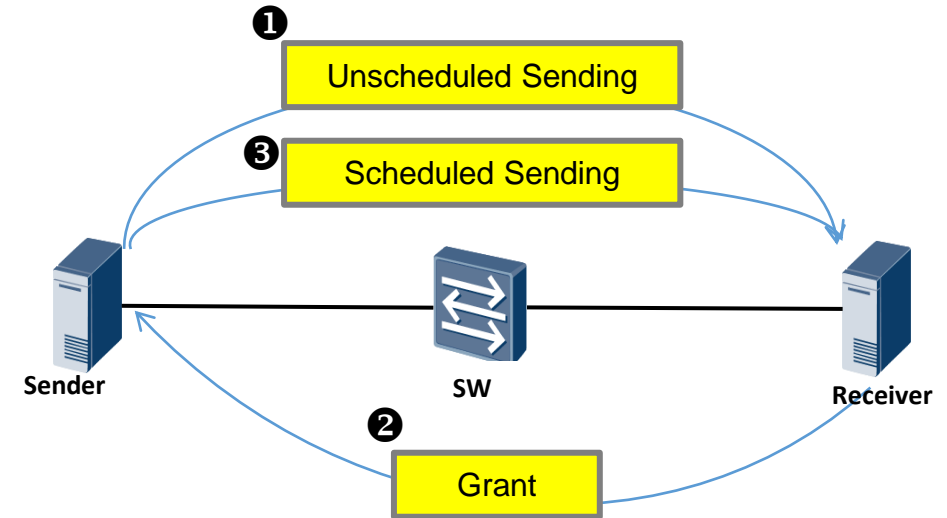 ❶
Unscheduled Sending
❸
Scheduled Sending
Sender
SW
Receiver
❷
Grant